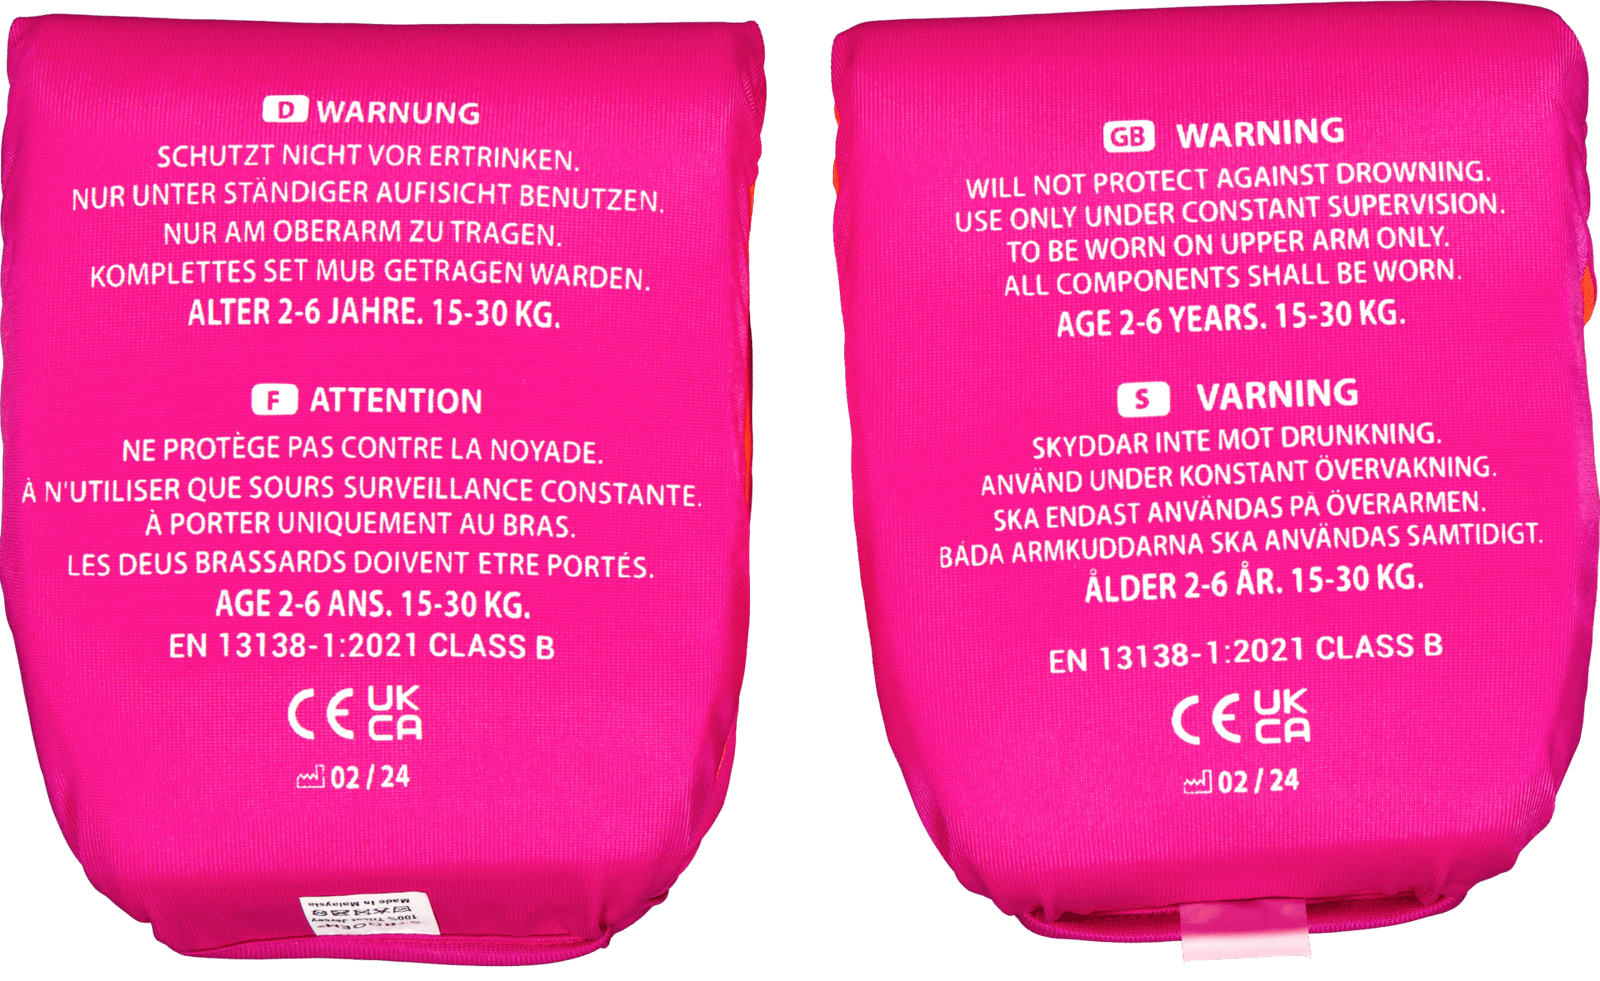 D WARNUNG
SCHUTZT NICHT VOR ERTRINKEN.
NUR UNTER STÄNDIGER AUFISICHT BENUTZEN.
NUR AM OBERARM ZU TRAGEN.
KOMPLETTES SET MUB GETRAGEN WARDEN.
ALTER 2-6 JAHRE. 15-30 KG.
F ATTENTION
NE PROTÈGE PAS CONTRE LA NOYADE.
À N'UTILISER QUE SOURS SURVEILLANCE CONSTANTE.
À PORTER UNIQUEMENT AU BRAS.
LES DEUS BRASSARDS DOIVENT ETRE PORTÉS.
AGE 2-6 ANS. 15-30 KG.
EN 13138-1:2021 CLASS B
CE UK
CA
02 / 24
100% Tricot Jersey
Made In Malaysia
GB WARNING
WILL NOT PROTECT AGAINST DROWNING.
USE ONLY UNDER CONSTANT SUPERVISION.
TO BE WORN ON UPPER ARM ONLY.
ALL COMPONENTS SHALL BE WORN.
AGE 2-6 YEARS. 15-30 KG.
S VARNING
SKYDDAR INTE MOT DRUNKNING.
ANVÄND UNDER KONSTANT ÖVERVAKNING.
SKA ENDAST ANVÄNDAS PÅ ÖVERARMEN.
BÅDA ARMKUDDARNA SKA ANVÄNDAS SAMTIDIGT.
ÅLDER 2-6 ÅR. 15-30 KG.
EN 13138-1:2021 CLASS B
CE UK
CA
02 / 24